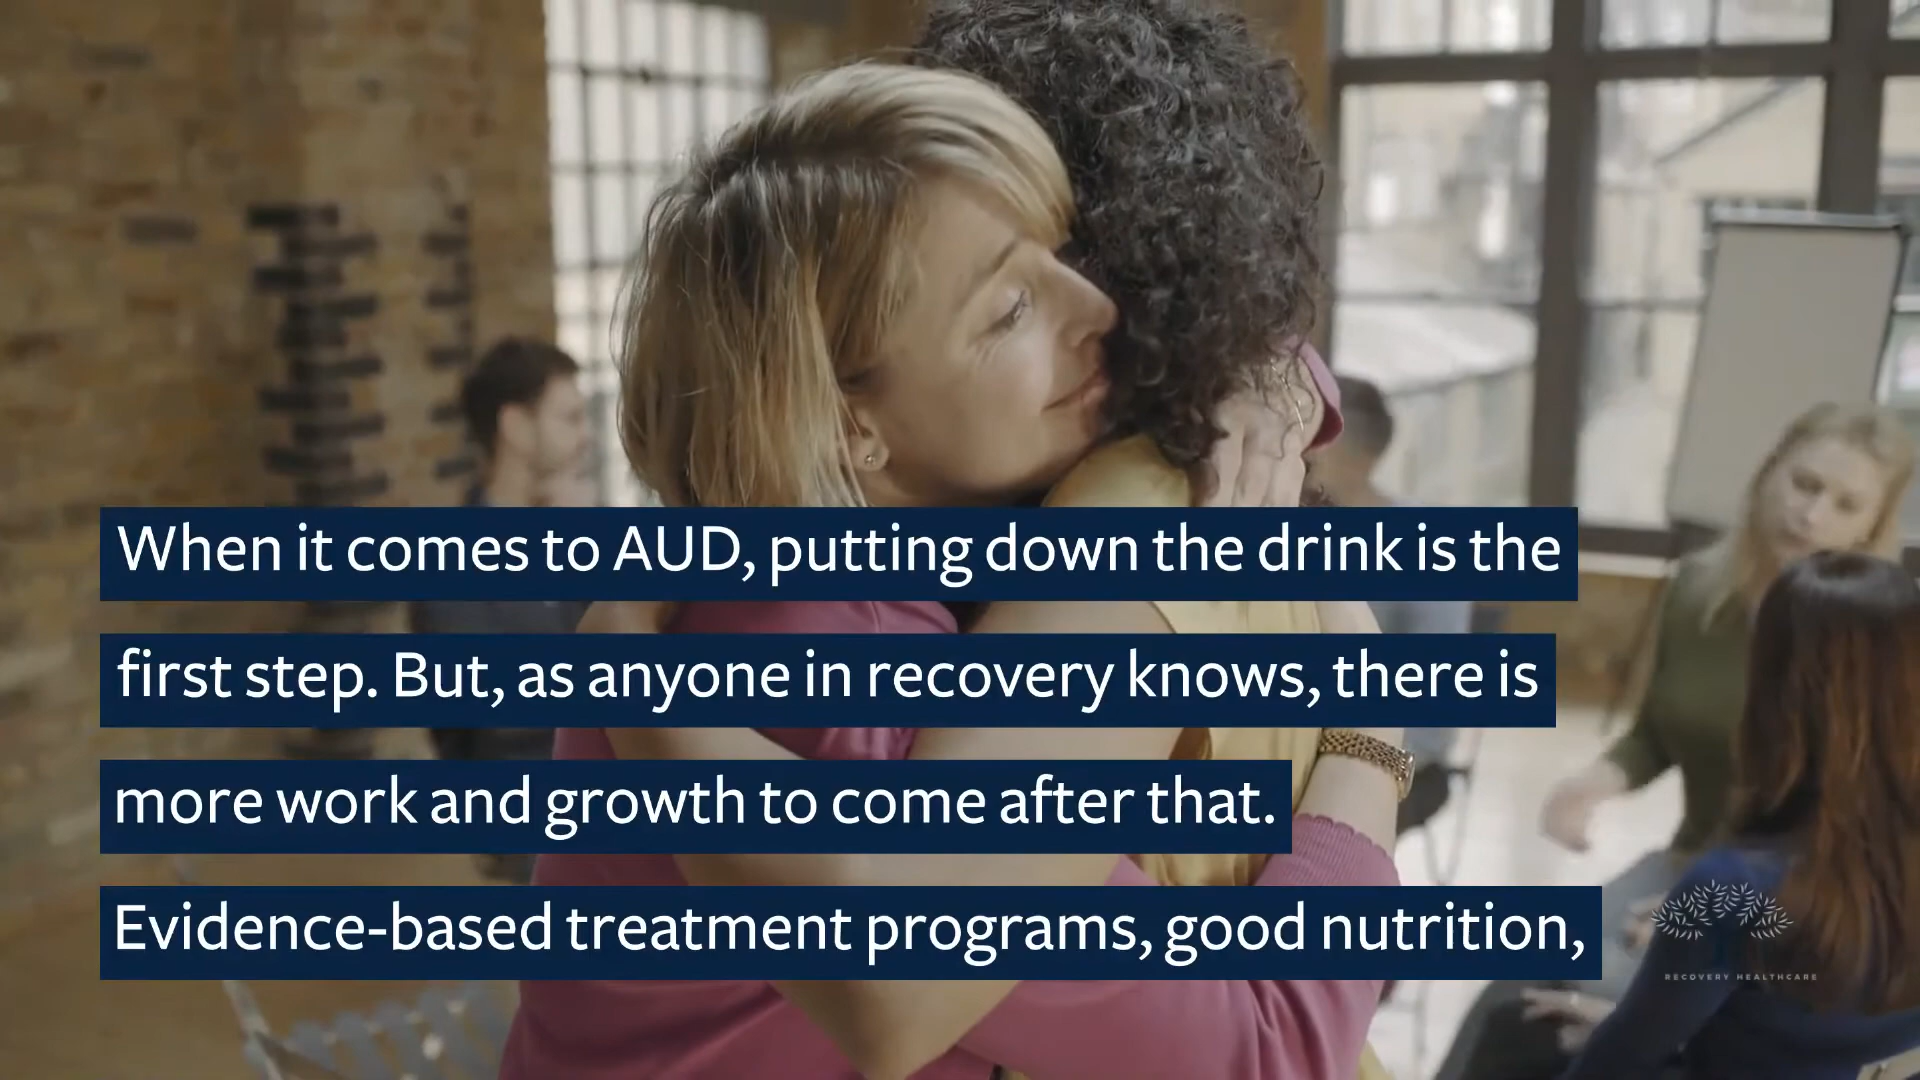 When it comes to AUD, putting down the drink is the
first step. But, as anyone in recovery knows, there is
more work and growth to come after that.
Evidence-based treatment programs, good nutrition,
RECOVERY HEALTHCARE